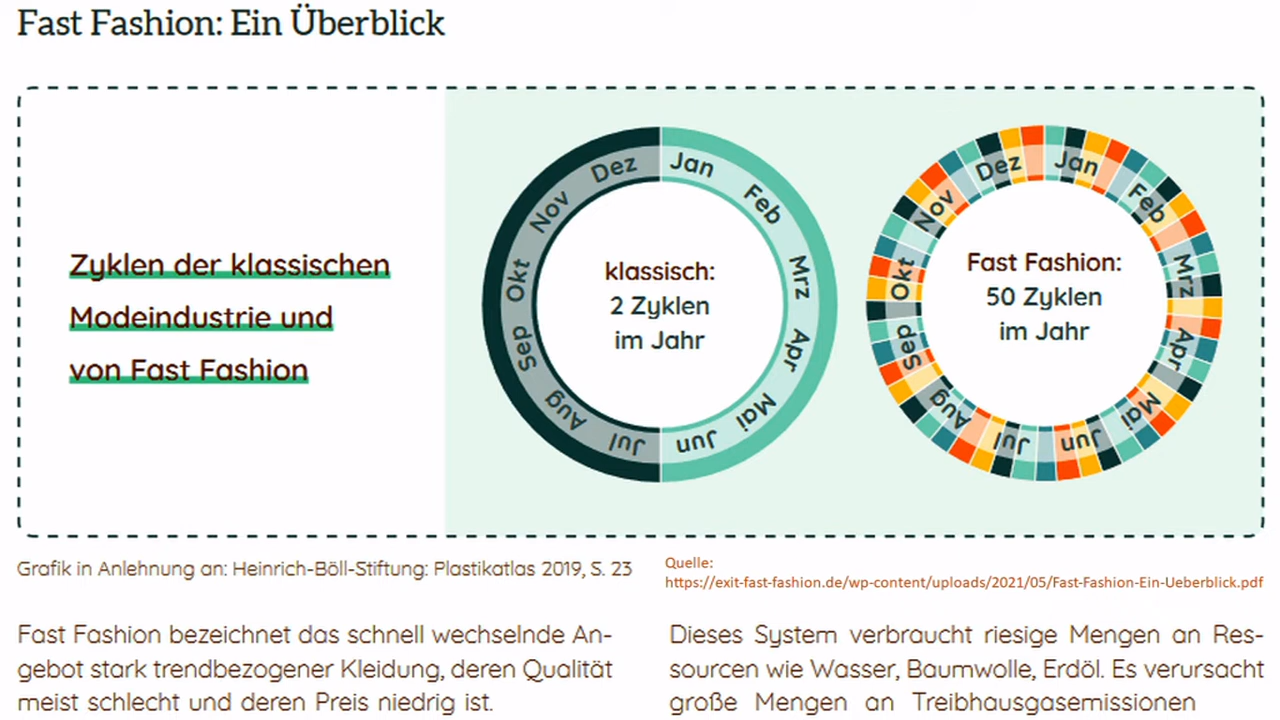 Fast Fashion: Ein Überblick
Zyklen der klassischen
Modeindustrie und
von Fast Fashion
Jan
Feb
Mrz
Apr
Mai
Jun
Jul
Aug
Sep
Okt
Nov
Dez
klassisch:
2 Zyklen
im Jahr
Jan
Feb
Mrz
Apr
Mai
Jun
Jul
Aug
Sep
Okt
Nov
Dez
Fast Fashion:
50 Zyklen
im Jahr
Grafik in Anlehnung an: Heinrich-Böll-Stiftung: Plastikatlas 2019, S. 23
Quelle:
https://exit-fast-fashion.de/wp-content/uploads/2021/05/Fast-Fashion-Ein-Ueberblick.pdf
Fast Fashion bezeichnet das schnell wechselnde An-
gebot stark trendbezogener Kleidung, deren Qualität
meist schlecht und deren Preis niedrig ist.
Dieses System verbraucht riesige Mengen an Res-
sourcen wie Wasser, Baumwolle, Erdöl. Es verursacht
große Mengen an Treibhausgasemissionen